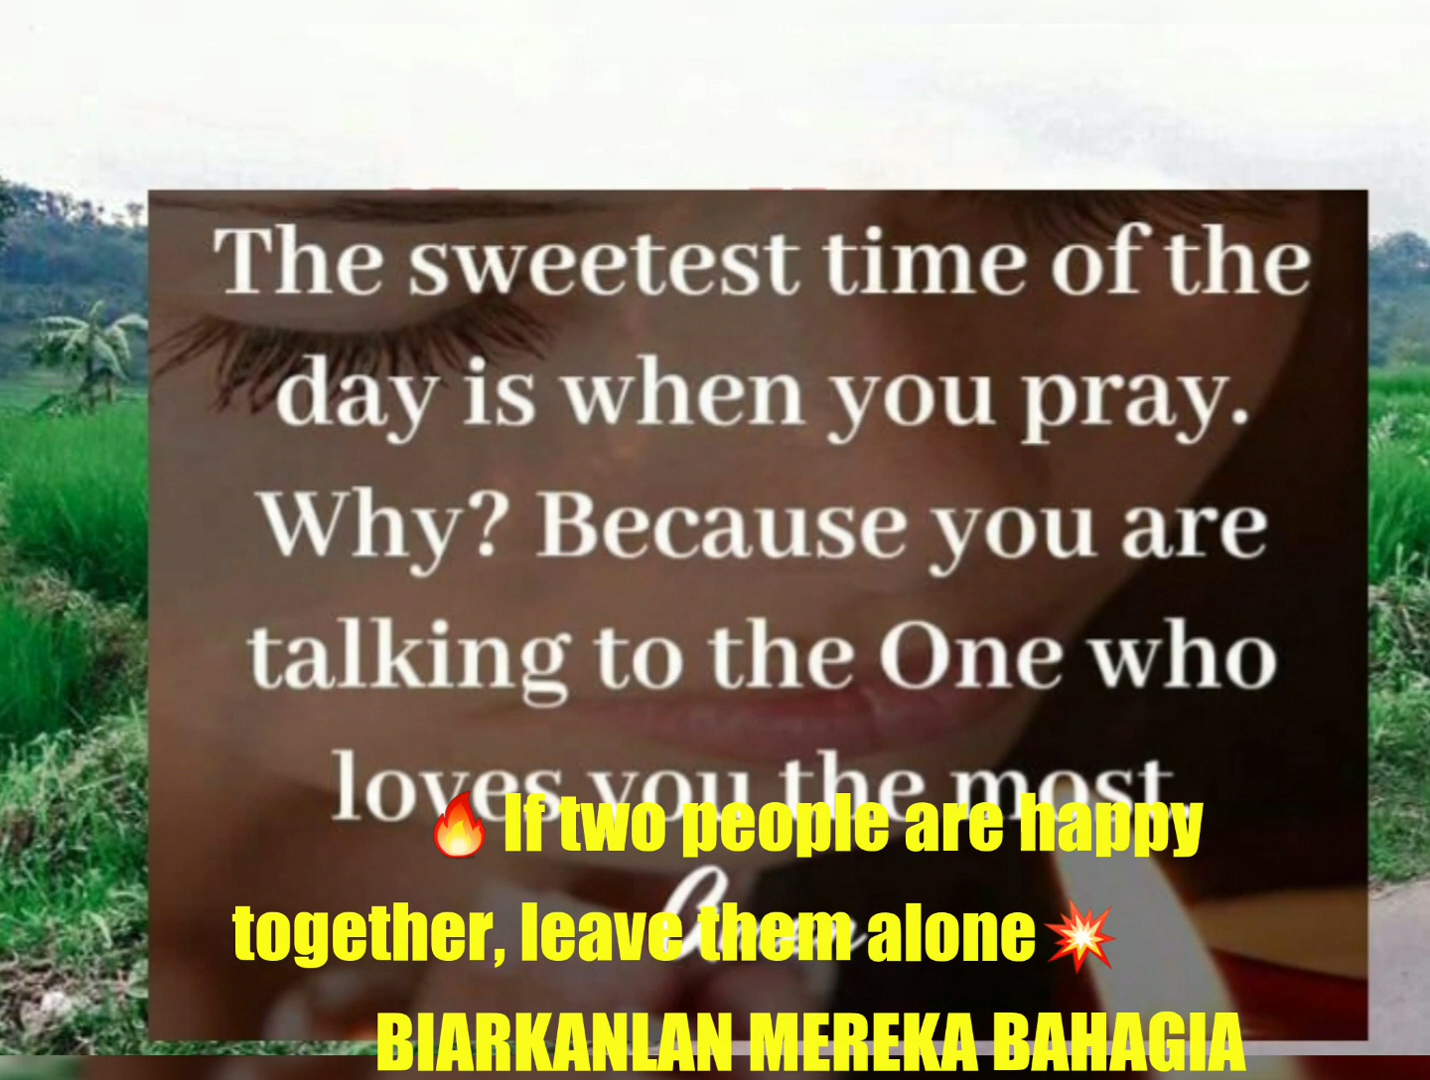 The sweetest time of the
day is when you pray.
Why? Because you are
talking to the One who
loves you the most.
🔥 If two people are happy
together, leave them alone 💥
BIARKANLAN MEREKA BAHAGIA